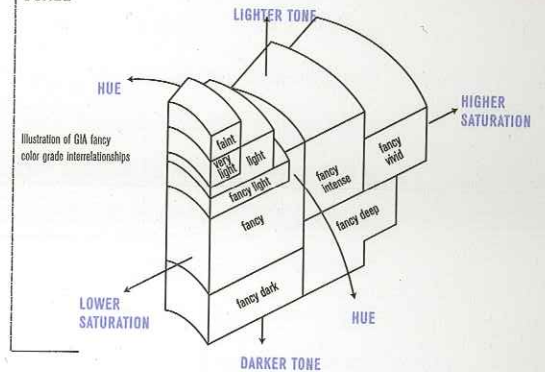 LIGHTER TONE
HUE
HIGHER
SATURATION
Illustration of GIA fancy
color grade interrelationships
faint
very
light
light
fancy light
fancy
fancy dark
fancy
intense
fancy
vivid
fancy deep
LOWER
SATURATION
HUE
DARKER TONE